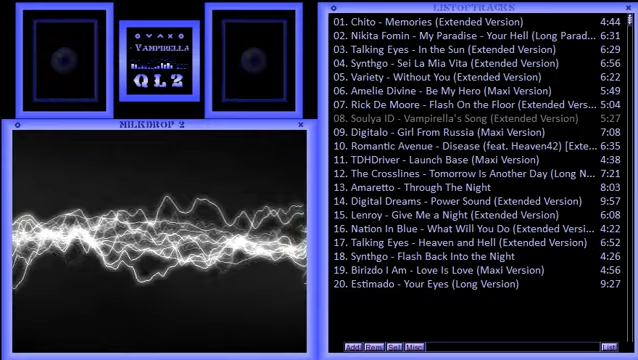 - VAMPIRELLA
QL2
MILKDROP 2
LISTOFTRACKS
01. Chito - Memories (Extended Version) 4:44
02. Nikita Fomin - My Paradise - Your Hell (Long Parad... 6:31
03. Talking Eyes - In the Sun (Extended Version) 6:29
04. Synthgo - Sei La Mia Vita (Extended Version) 6:56
05. Variety - Without You (Extended Version) 6:22
06. Amelie Divine - Be My Hero (Maxi Version) 5:49
07. Rick De Moore - Flash On the Floor (Extended Vers... 5:04
08. Soulya ID - Vampirella's Song (Extended Version) 5:27
09. Digitalo - Girl From Russia (Maxi Version) 7:08
10. Romantic Avenue - Disease (feat. Heaven42) [Exte... 6:35
11. TDHDriver - Launch Base (Maxi Version) 4:38
12. The Crosslines - Tomorrow Is Another Day (Long N... 7:21
13. Amaretto - Through The Night 8:03
14. Digital Dreams - Power Sound (Extended Version) 9:57
15. Lenroy - Give Me a Night (Extended Version) 6:08
16. Nation In Blue - What Will You Do (Extended Versi... 4:22
17. Talking Eyes - Heaven and Hell (Extended Version) 6:52
18. Synthgo - Flash Back Into the Night 4:26
19. Birizdo I Am - Love Is Love (Maxi Version) 4:56
20. Estimado - Your Eyes (Long Version) 9:27
Add Rem Sel Misc List